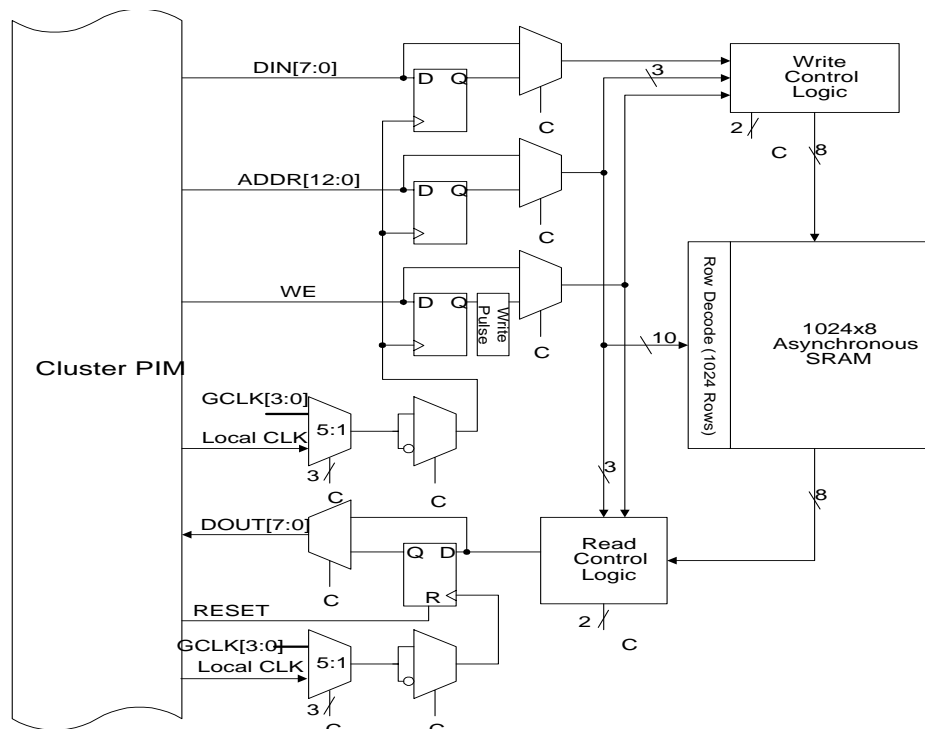 DIN[7:0]
D Q
C
3
Write
Control
Logic
2
C
8
ADDR[12:0]
D Q
C
WE
D Q
Write
Pulse
C
10
Row Decode (1024 Rows)
1024x8
Asynchronous
SRAM
Cluster PIM
GCLK[3:0]
5:1
Local CLK
3
C
C
3
8
DOUT[7:0]
Q D
R
C
Read
Control
Logic
2
C
RESET
GCLK[3:0]
5:1
Local CLK
3
C
C